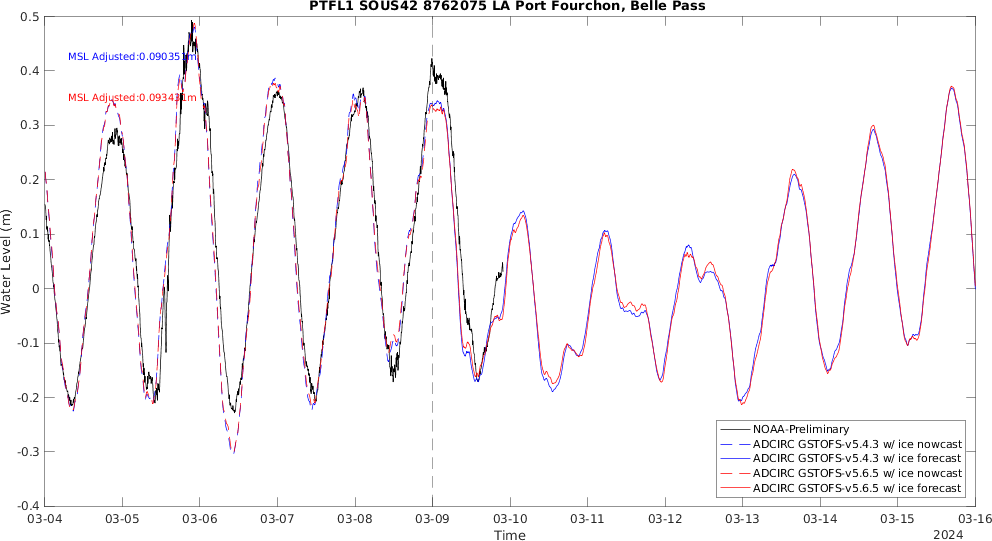 PTFL1 SOUS42 8762075 LA Port Fourchon, Belle Pass
Water Level (m)
0.5
0.4
0.3
0.2
0.1
0
-0.1
-0.2
-0.3
-0.4
MSL Adjusted:0.090351m
MSL Adjusted:0.093431m
NOAA-Preliminary
ADCIRC GSTOFS-v5.4.3 w/ ice nowcast
ADCIRC GSTOFS-v5.4.3 w/ ice forecast
ADCIRC GSTOFS-v5.6.5 w/ ice nowcast
ADCIRC GSTOFS-v5.6.5 w/ ice forecast
03-04 03-05 03-06 03-07 03-08 03-09 03-10 03-11 03-12 03-13 03-14 03-15 03-16
Time
2024